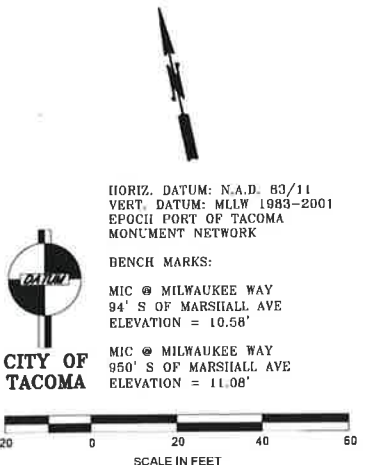 N
HORIZ. DATUM: N.A.D. 83/11
VERT. DATUM: MLLW 1983-2001
EPOCH PORT OF TACOMA
MONUMENT NETWORK
BENCH MARKS:
MIC @ MILWAUKEE WAY
94' S OF MARSHALL AVE
ELEVATION = 10.58'
MIC @ MILWAUKEE WAY
950' S OF MARSHALL AVE
ELEVATION = 11.08'
DATUM
CITY OF
TACOMA
20 0 20 40 60
SCALE IN FEET